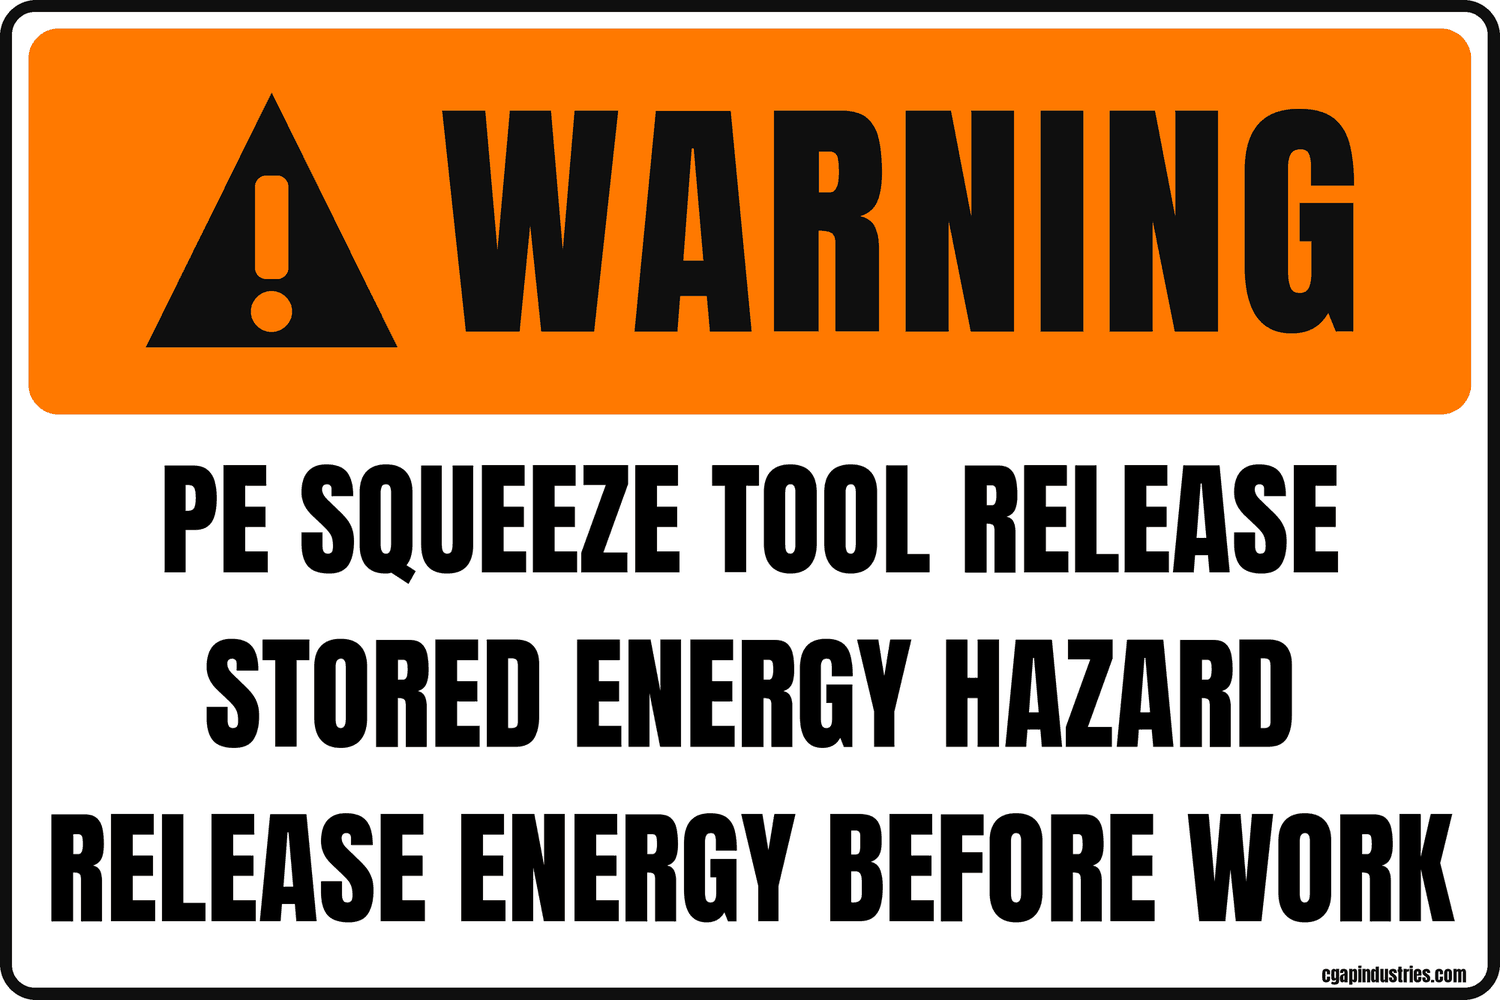 WARNING
PE SQUEEZE TOOL RELEASE
STORED ENERGY HAZARD
RELEASE ENERGY BEFORE WORK
cgapindustries.com